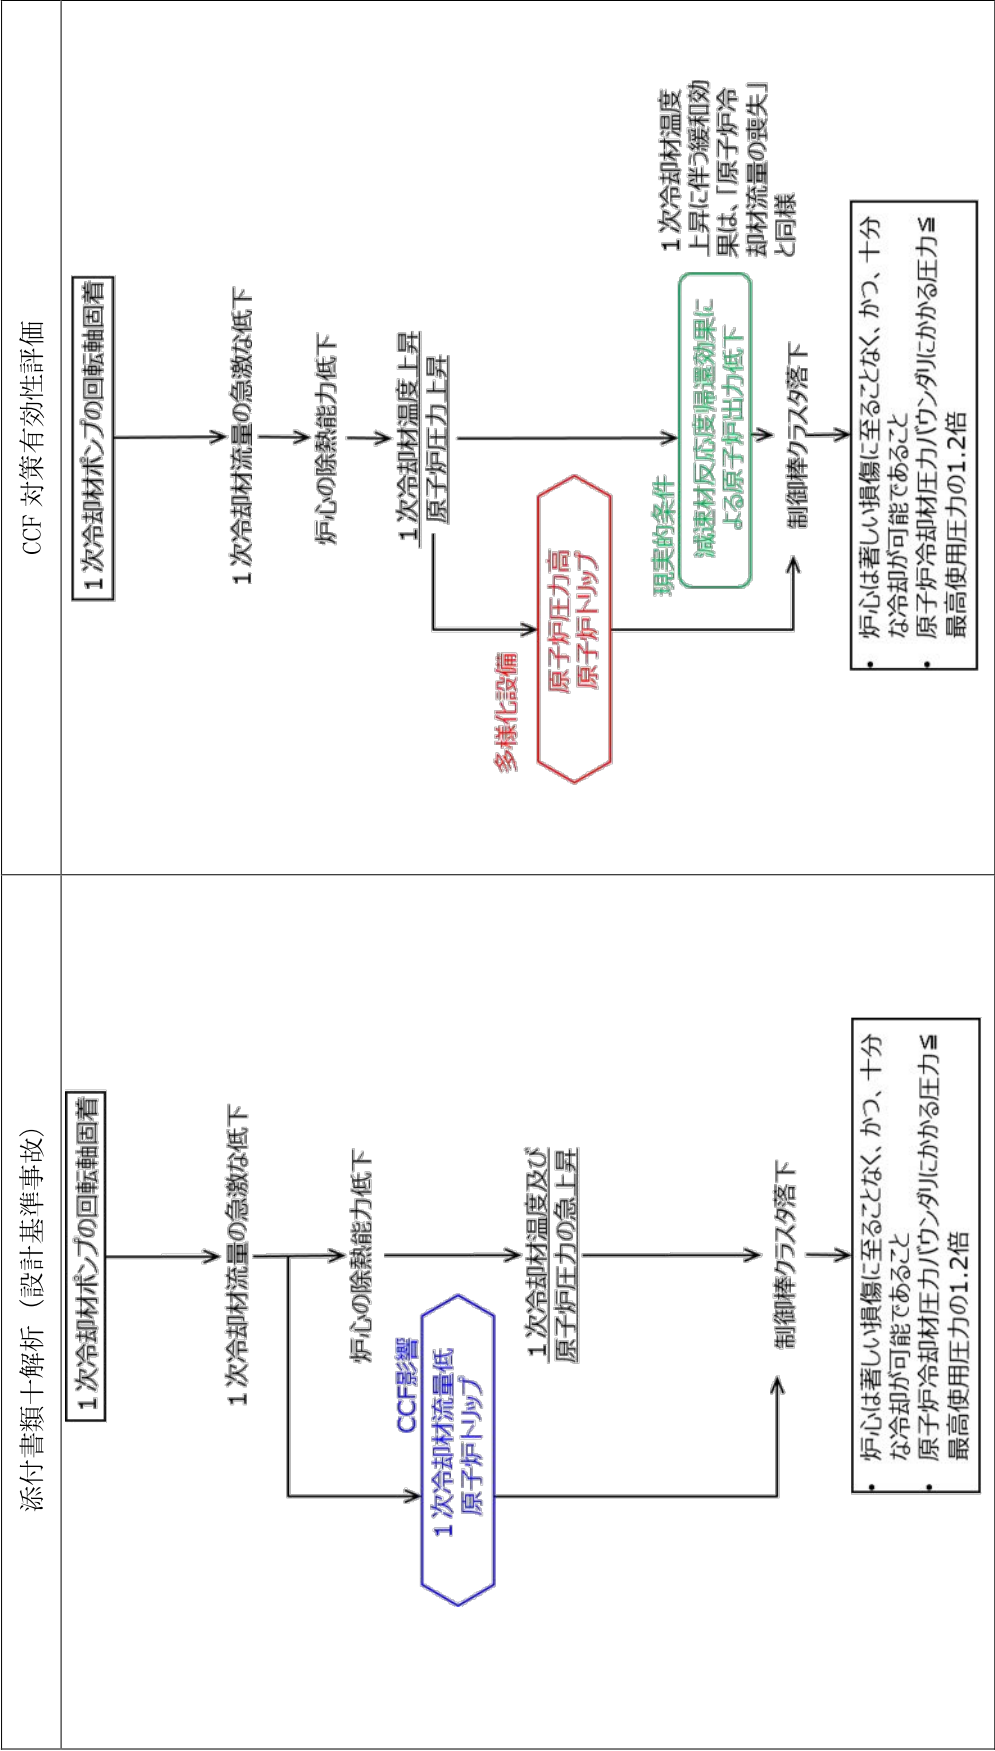 添付書類十解析（設計基準事故）
１次冷却材ポンプの回転軸固着
１次冷却材流量の急激な低下
炉心の除熱能力低下
CCF影響
１次冷却材流量低
原子炉トリップ
１次冷却材温度及び
原子炉圧力の急上昇
制御棒クラスタ落下
• 炉心は著しい損傷に至ることなく、かつ、十分
な冷却が可能であること
• 原子炉冷却材圧力バウンダリにかかる圧力≦
最高使用圧力の1.2倍
CCF 対策有効性評価
１次冷却材ポンプの回転軸固着
１次冷却材流量の急激な低下
炉心の除熱能力低下
１次冷却材温度上昇
原子炉圧力上昇
多様化設備
原子炉圧力高
原子炉トリップ
現実的条件
減速材反応度帰還効果に
よる原子炉出力低下
１次冷却材温度
上昇に伴う緩和効
果は、「原子炉冷
却材流量の喪失」
と同様
制御棒クラスタ落下
• 炉心は著しい損傷に至ることなく、かつ、十分
な冷却が可能であること
• 原子炉冷却材圧力バウンダリにかかる圧力≦
最高使用圧力の1.2倍